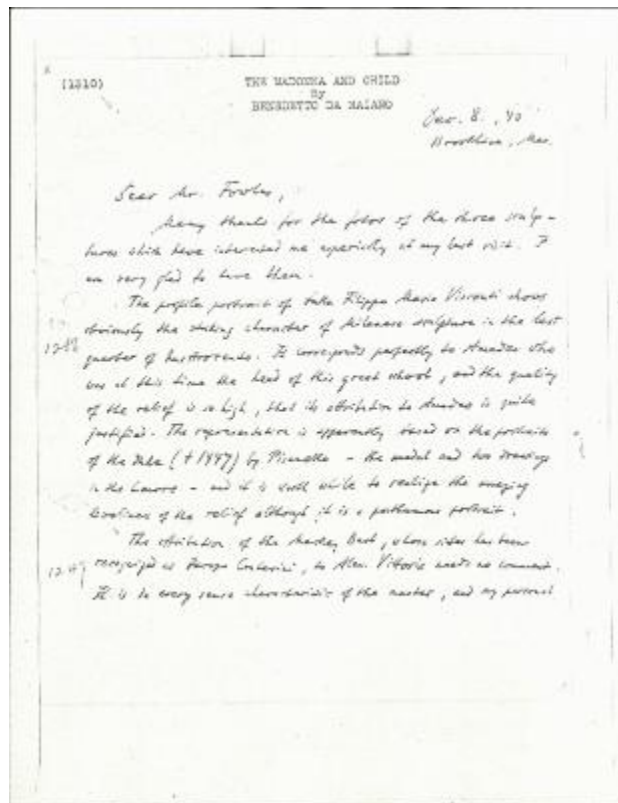 (1310)
THE MADONNA AND CHILD
By
BENEDETTO DA MAIANO
8, 40
Brookline, Mas.
Dear Mr. Fowles,
Many thanks for the fotos of the three sculp-
tures which have interested me especially at my last visit. I
am very glad to have them.
The profile portrait of Duke Filippo Maria Visconti shows
obviously the striking character of Milanese sculpture in the last
quarter of Quattrocento. It corresponds perfectly to Amadeo who
was at this time the head of this great school, and the quality
of the relief is so high, that its attribution to Amadeo is quite
justified. The representation is apparently based on the portraits
of the Duke († 1447) by Pisanello – the medal and two drawings
in the Louvre – and it is worth while to realize the amazing
liveliness of the relief although it is a posthumous portrait.
The attribution of the Bust, whose sitter has been
recognized as Contarini, to Aless. Vittoria needs no comment.
It is in every sense characteristic of the master, and my personal